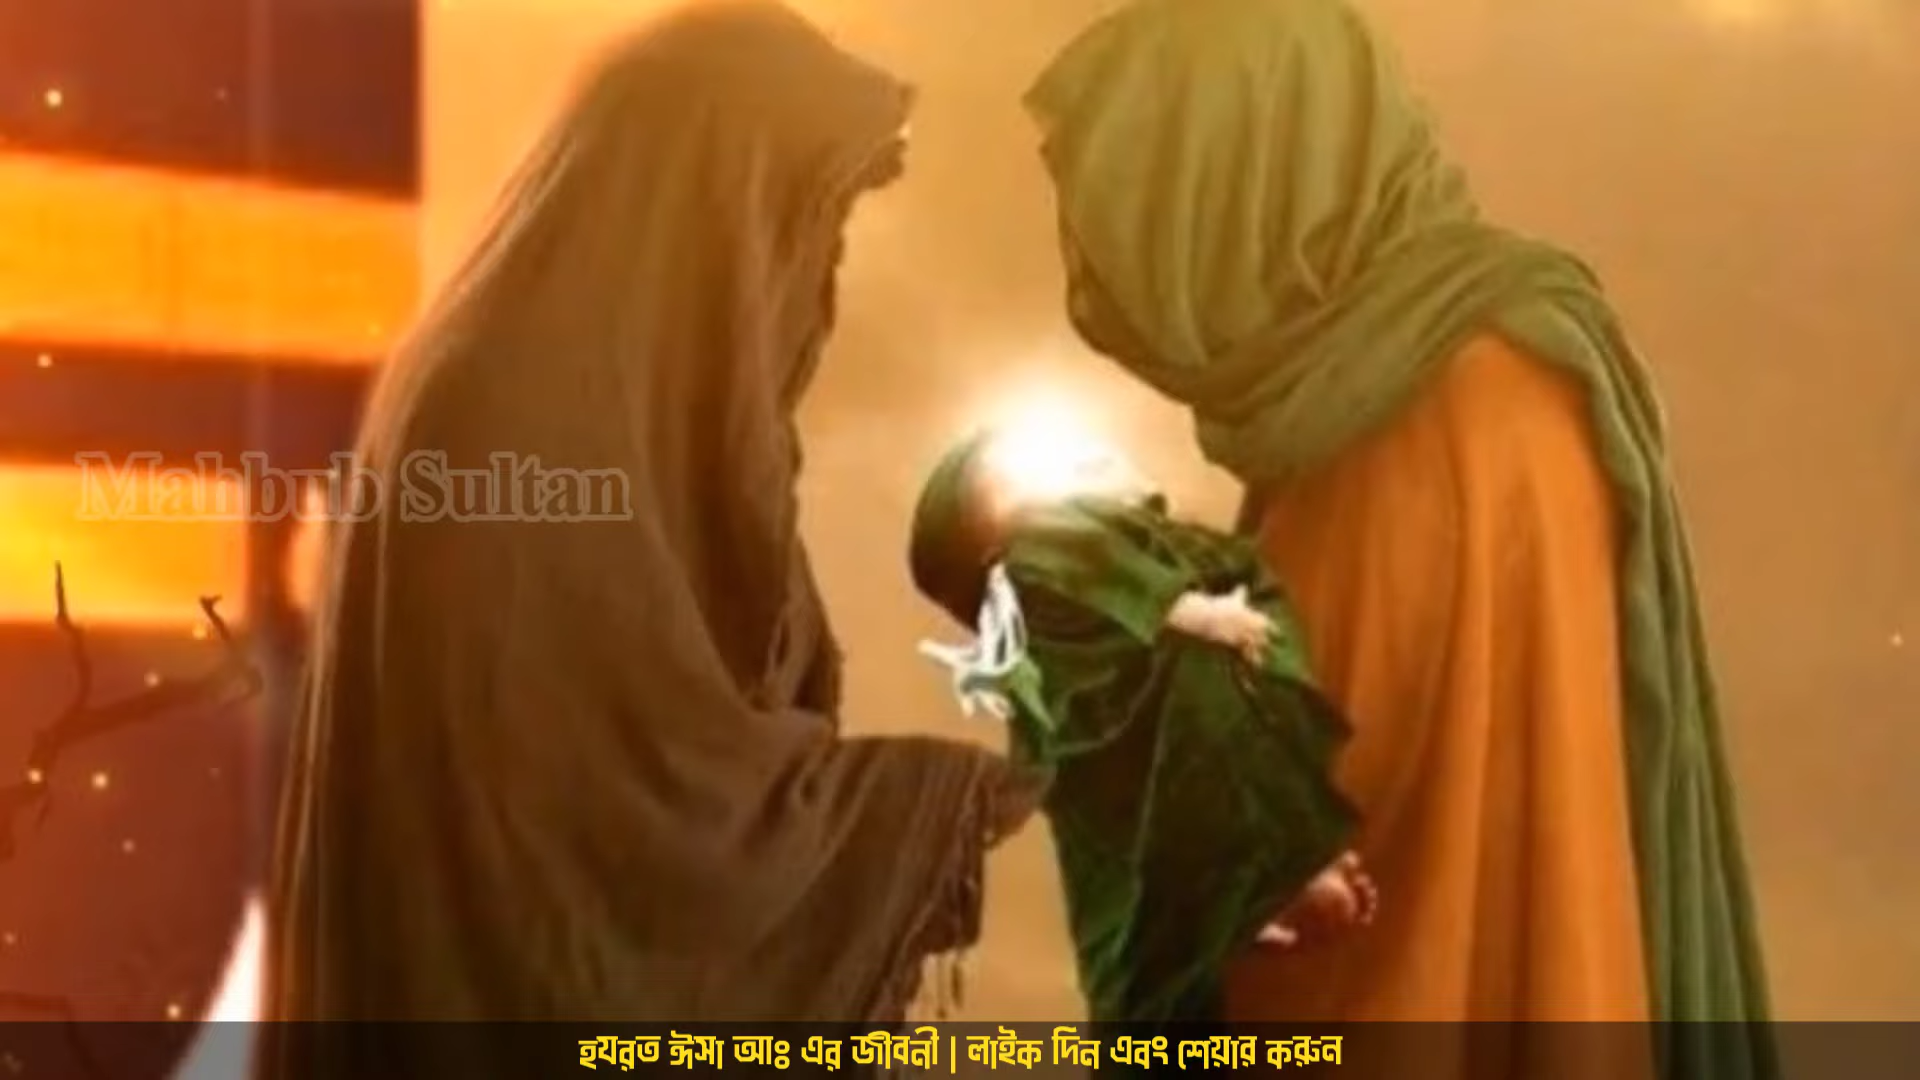 Mahbub Sultan
হযরত ঈসা আঃ এর জীবনী | লাইক দিন এবং শেয়ার করুন